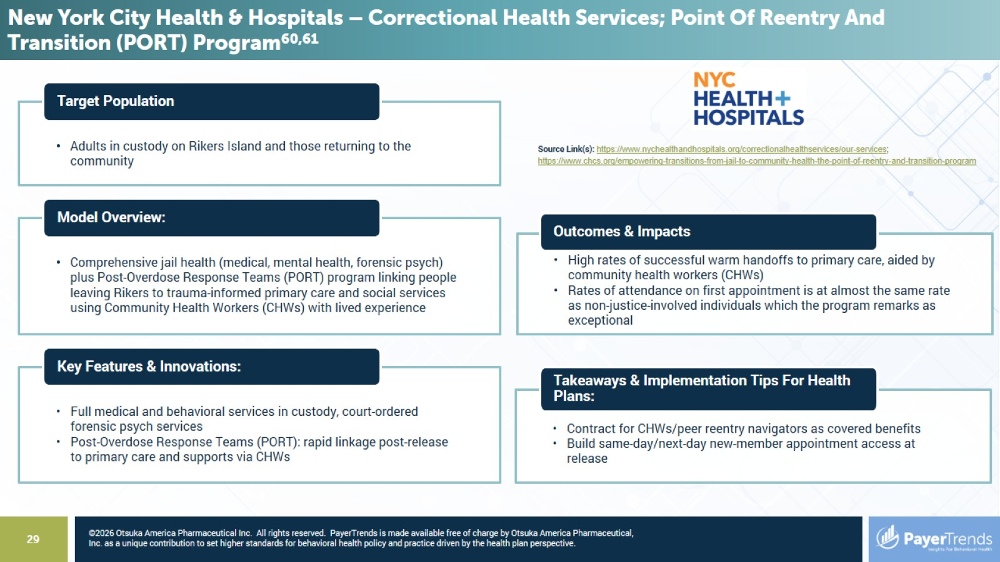 New York City Health & Hospitals – Correctional Health Services; Point Of Reentry And
Transition (PORT) Program60,61
Target Population
• Adults in custody on Rikers Island and those returning to the
community
NYC
HEALTH+
HOSPITALS
Source Link(s): https://www.nychealthandhospitals.org/correctionalhealthservices/our-services;
https://www.chcs.org/empowering-transitions-from-jail-to-community-health-the-point-of-reentry-and-transition-program
Model Overview:
• Comprehensive jail health (medical, mental health, forensic psych)
plus Post-Overdose Response Teams (PORT) program linking people
leaving Rikers to trauma-informed primary care and social services
using Community Health Workers (CHWs) with lived experience
Outcomes & Impacts
• High rates of successful warm handoffs to primary care, aided by
community health workers (CHWs)
• Rates of attendance on first appointment is at almost the same rate
as non-justice-involved individuals which the program remarks as
exceptional
Key Features & Innovations:
• Full medical and behavioral services in custody, court-ordered
forensic psych services
• Post-Overdose Response Teams (PORT): rapid linkage post-release
to primary care and supports via CHWs
Takeaways & Implementation Tips For Health
Plans:
• Contract for CHWs/peer reentry navigators as covered benefits
• Build same-day/next-day new-member appointment access at
release
29
©2026 Otsuka America Pharmaceutical Inc. All rights reserved. PayerTrends is made available free of charge by Otsuka America Pharmaceutical,
Inc. as a unique contribution to set higher standards for behavioral health policy and practice driven by the health plan perspective.
PayerTrends
Insights For Behavioral Health